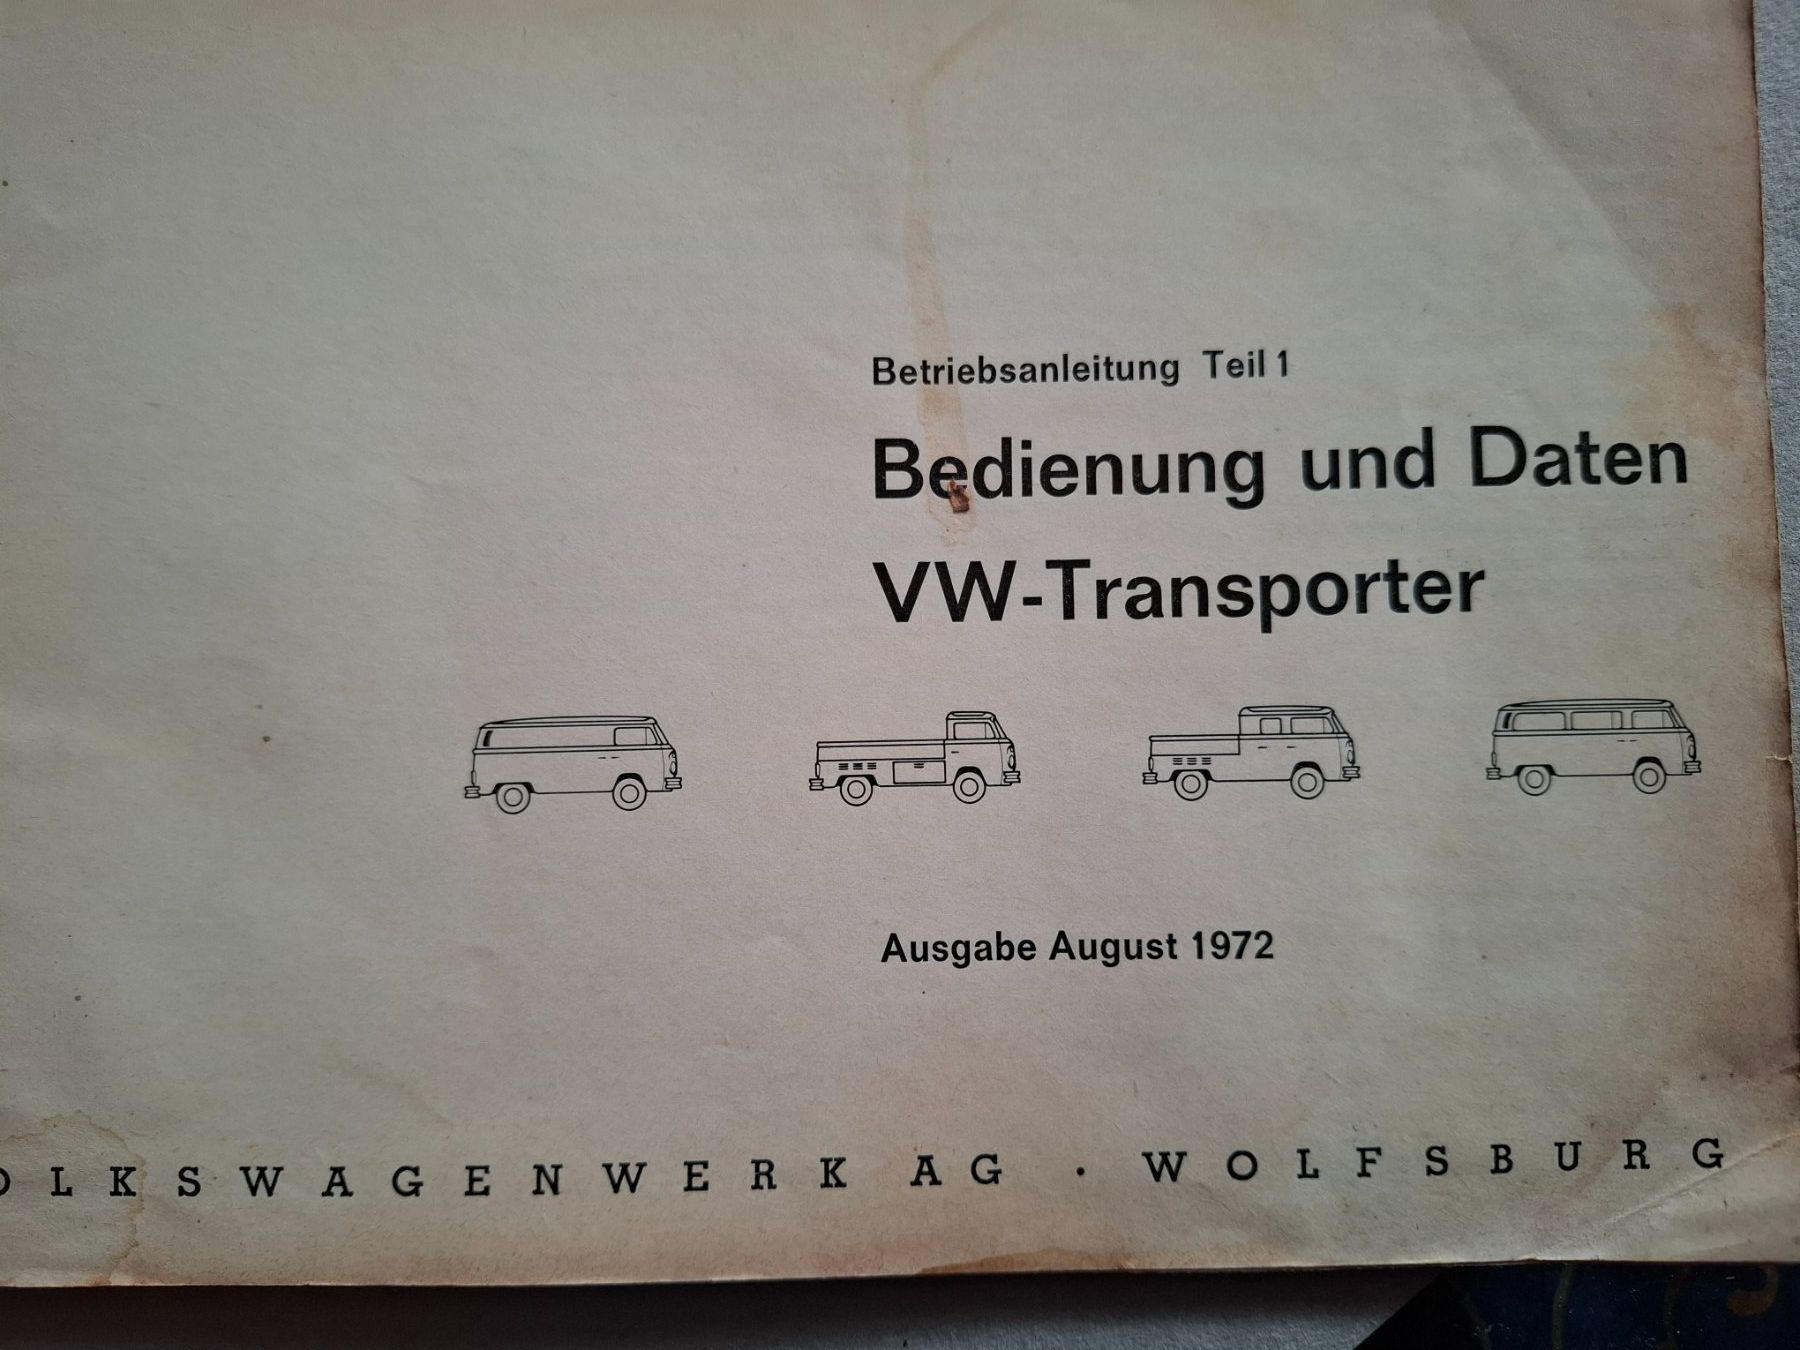 Betriebsanleitung Teil 1
Bedienung und Daten
VW-Transporter
Ausgabe August 1972
OLKSWAGENWERK AG · WOLFSBURG